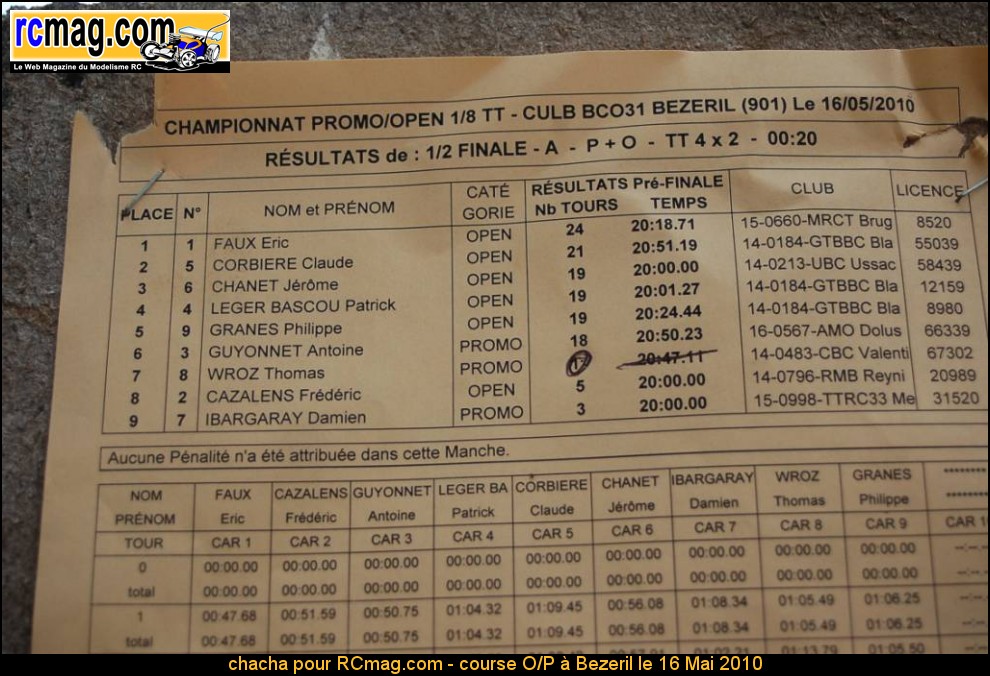 rcmag.com
Le Web Magazine du Modelisme RC
CHAMPIONNAT PROMO/OPEN 1/8 TT - CULB BCO31 BEZERIL (901) Le 16/05/2010
RÉSULTATS de : 1/2 FINALE - A - P + O - TT 4 x 2 - 00:20
PLACE N° NOM et PRÉNOM CATÉ GORIE RÉSULTATS Pré-FINALE Nb TOURS TEMPS CLUB LICENCE
1 1 FAUX Eric OPEN 24 20:18.71 15-0660-MRCT Brug 8520
2 5 CORBIERE Claude OPEN 21 20:51.19 14-0184-GTBBC Bla 55039
3 6 CHANET Jérôme OPEN 19 20:00.00 14-0213-UBC Ussac 58439
4 4 LEGER BASCOU Patrick OPEN 19 20:01.27 14-0184-GTBBC Bla 12159
5 9 GRANES Philippe OPEN 19 20:24.44 14-0184-GTBBC Bla 8980
6 3 GUYONNET Antoine PROMO 18 20:50.23 16-0567-AMO Dolus 66339
7 8 WROZ Thomas PROMO 20:47.11 14-0483-CBC Valenti 67302
8 2 CAZALENS Frédéric OPEN 5 20:00.00 14-0796-RMB Reyni 20989
9 7 IBARGARAY Damien PROMO 3 20:00.00 15-0998-TTRC33 Me 31520
Aucune Pénalité n'a été attribuée dans cette Manche.
NOM FAUX CAZALENS GUYONNET LEGER BA CORBIERE CHANET IBARGARAY WROZ GRANES ********
PRÉNOM Eric Frédéric Antoine Patrick Claude Jérôme Damien Thomas Philippe ********
TOUR CAR 1 CAR 2 CAR 3 CAR 4 CAR 5 CAR 6 CAR 7 CAR 8 CAR 9 CAR
0 00:00.00 00:00.00 00:00.00 00:00.00 00:00.00 00:00.00 00:00.00 00:00.00 00:00.00
total 00:00.00 00:00.00 00:00.00 00:00.00 00:00.00 00:00.00 00:00.00 00:00.00 00:00.00
1 00:47.68 00:51.59 00:50.75 01:04.32 01:09.45 00:56.08 01:08.34 01:05.49 01:06.25
total 00:47.68 00:51.59 00:50.75 01:04.32 01:09.45 00:56.08 01:08.34 01:05.49 01:06.25
chacha pour RCmag.com - course O/P à Bezeril le 16 Mai 2010